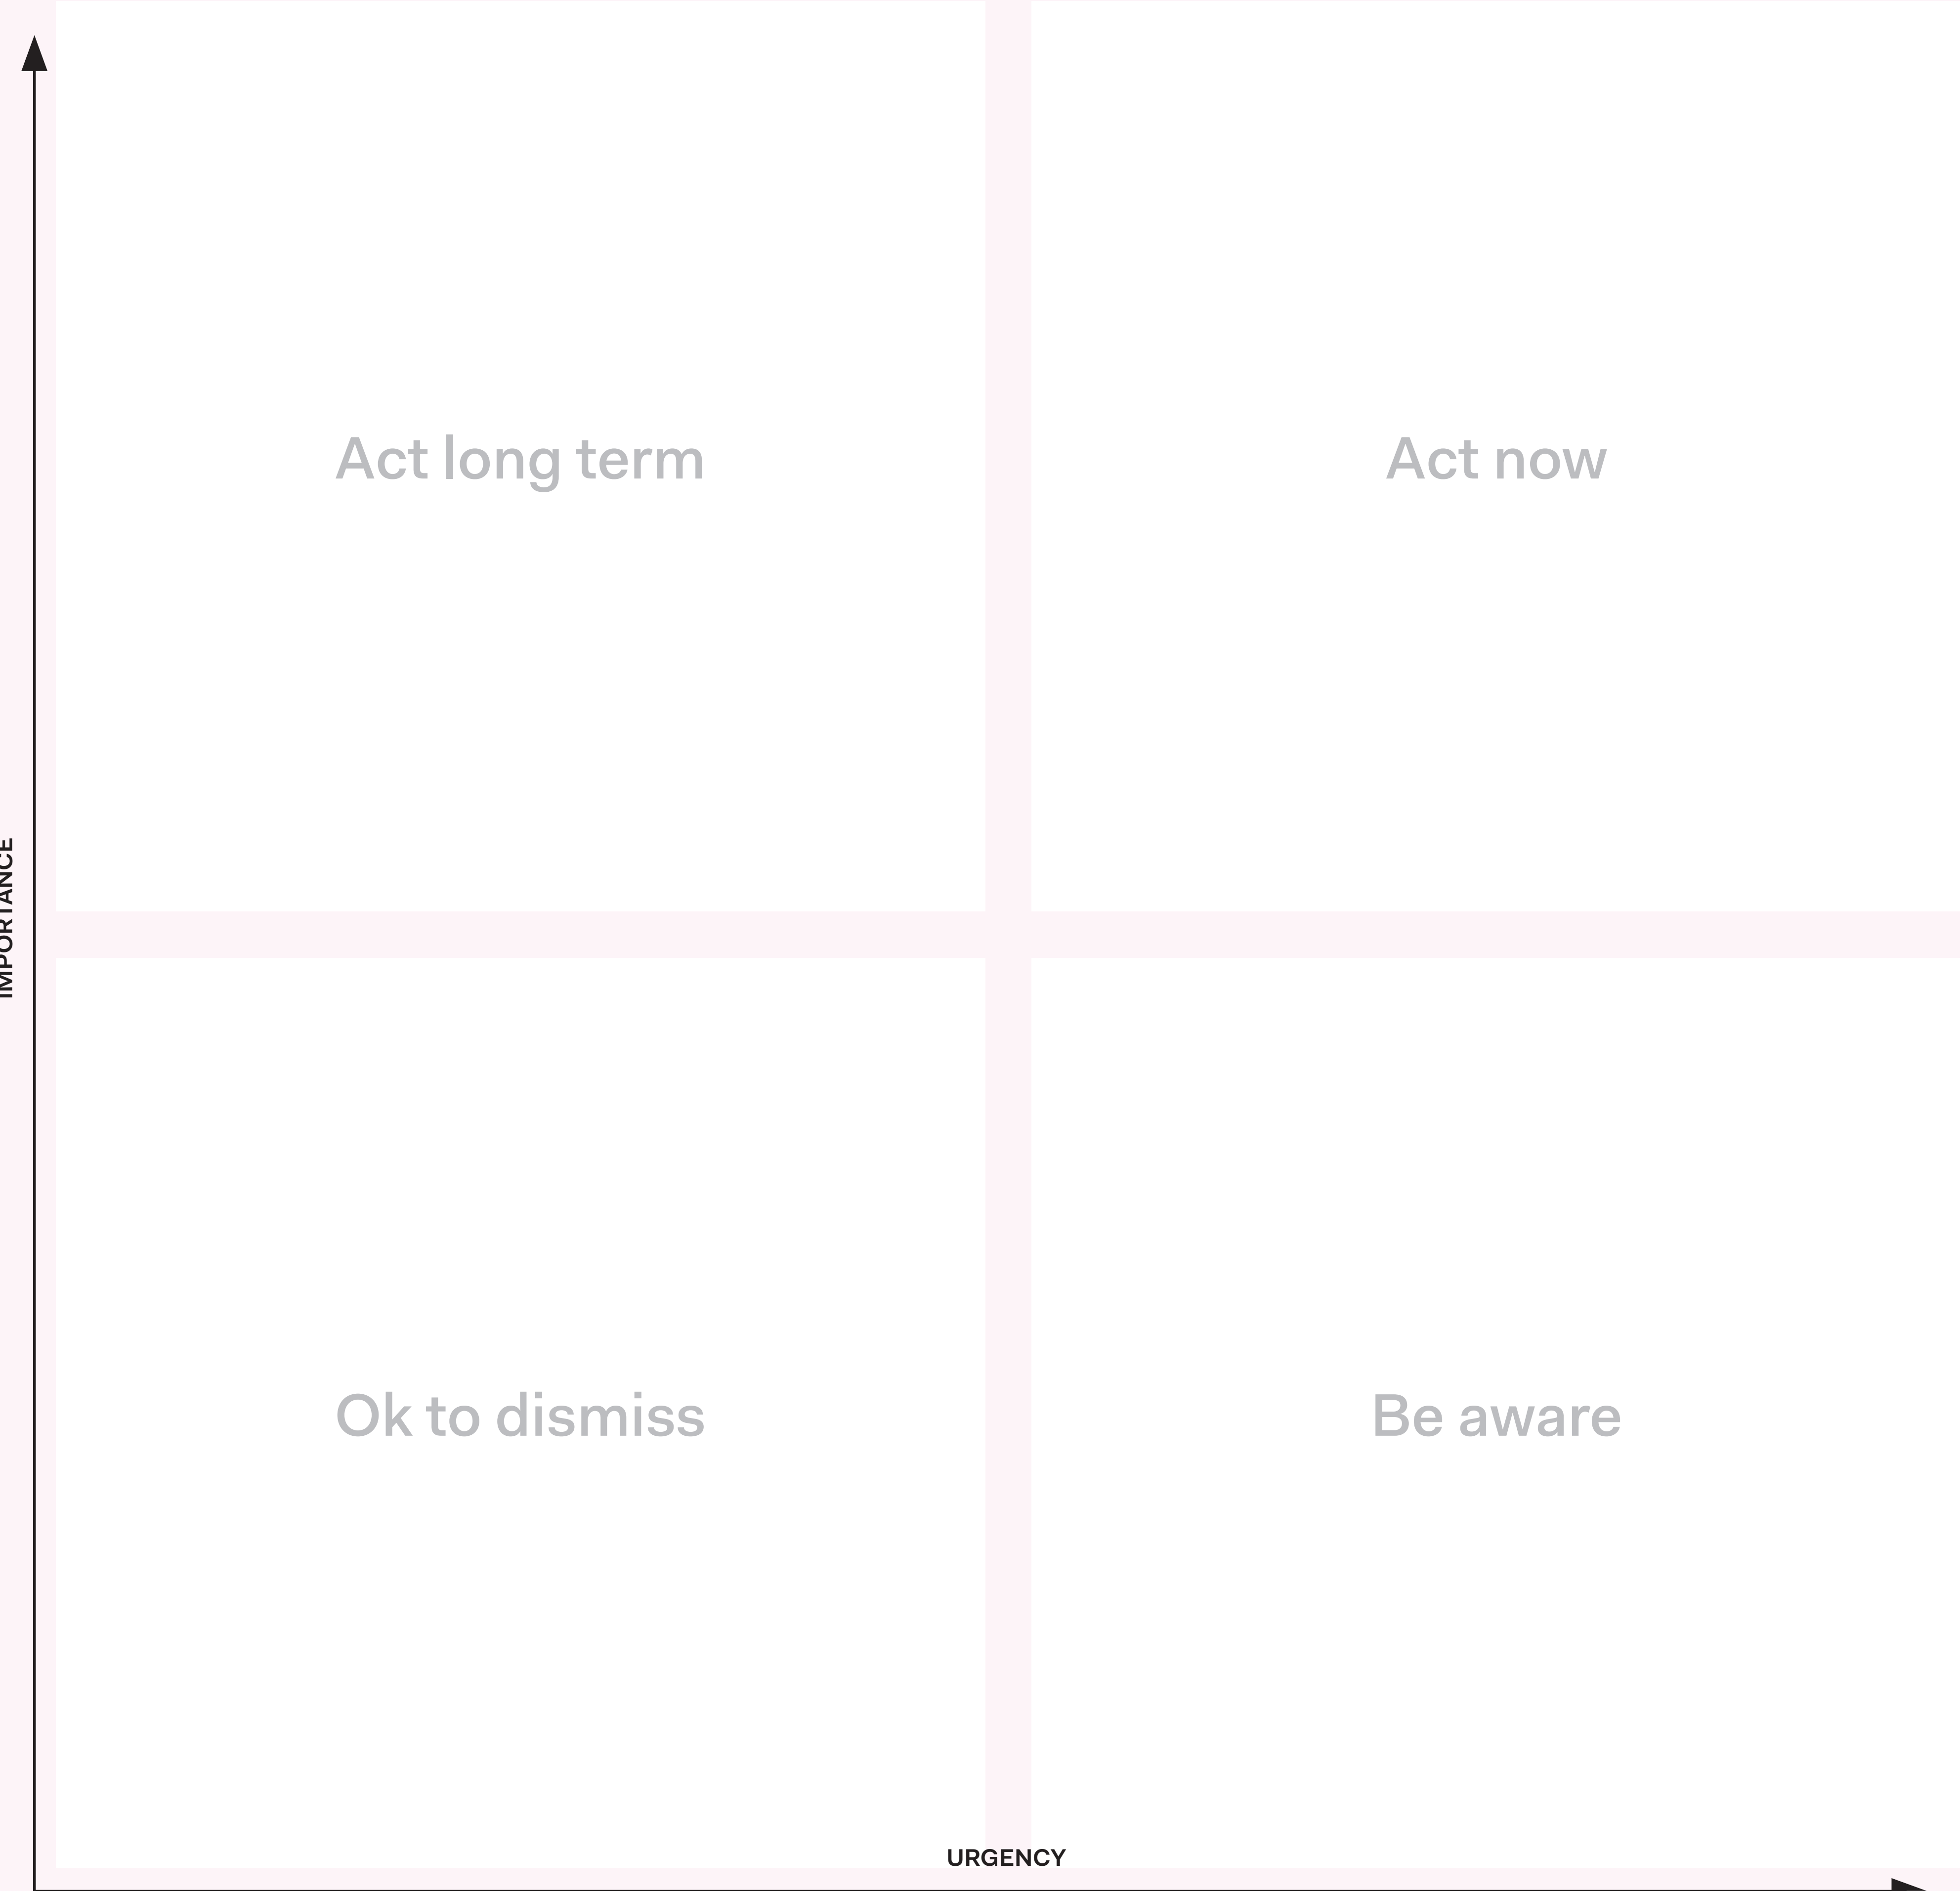 Act long term
Act now
IMPORTANCE
Ok to dismiss
Be aware
URGENCY